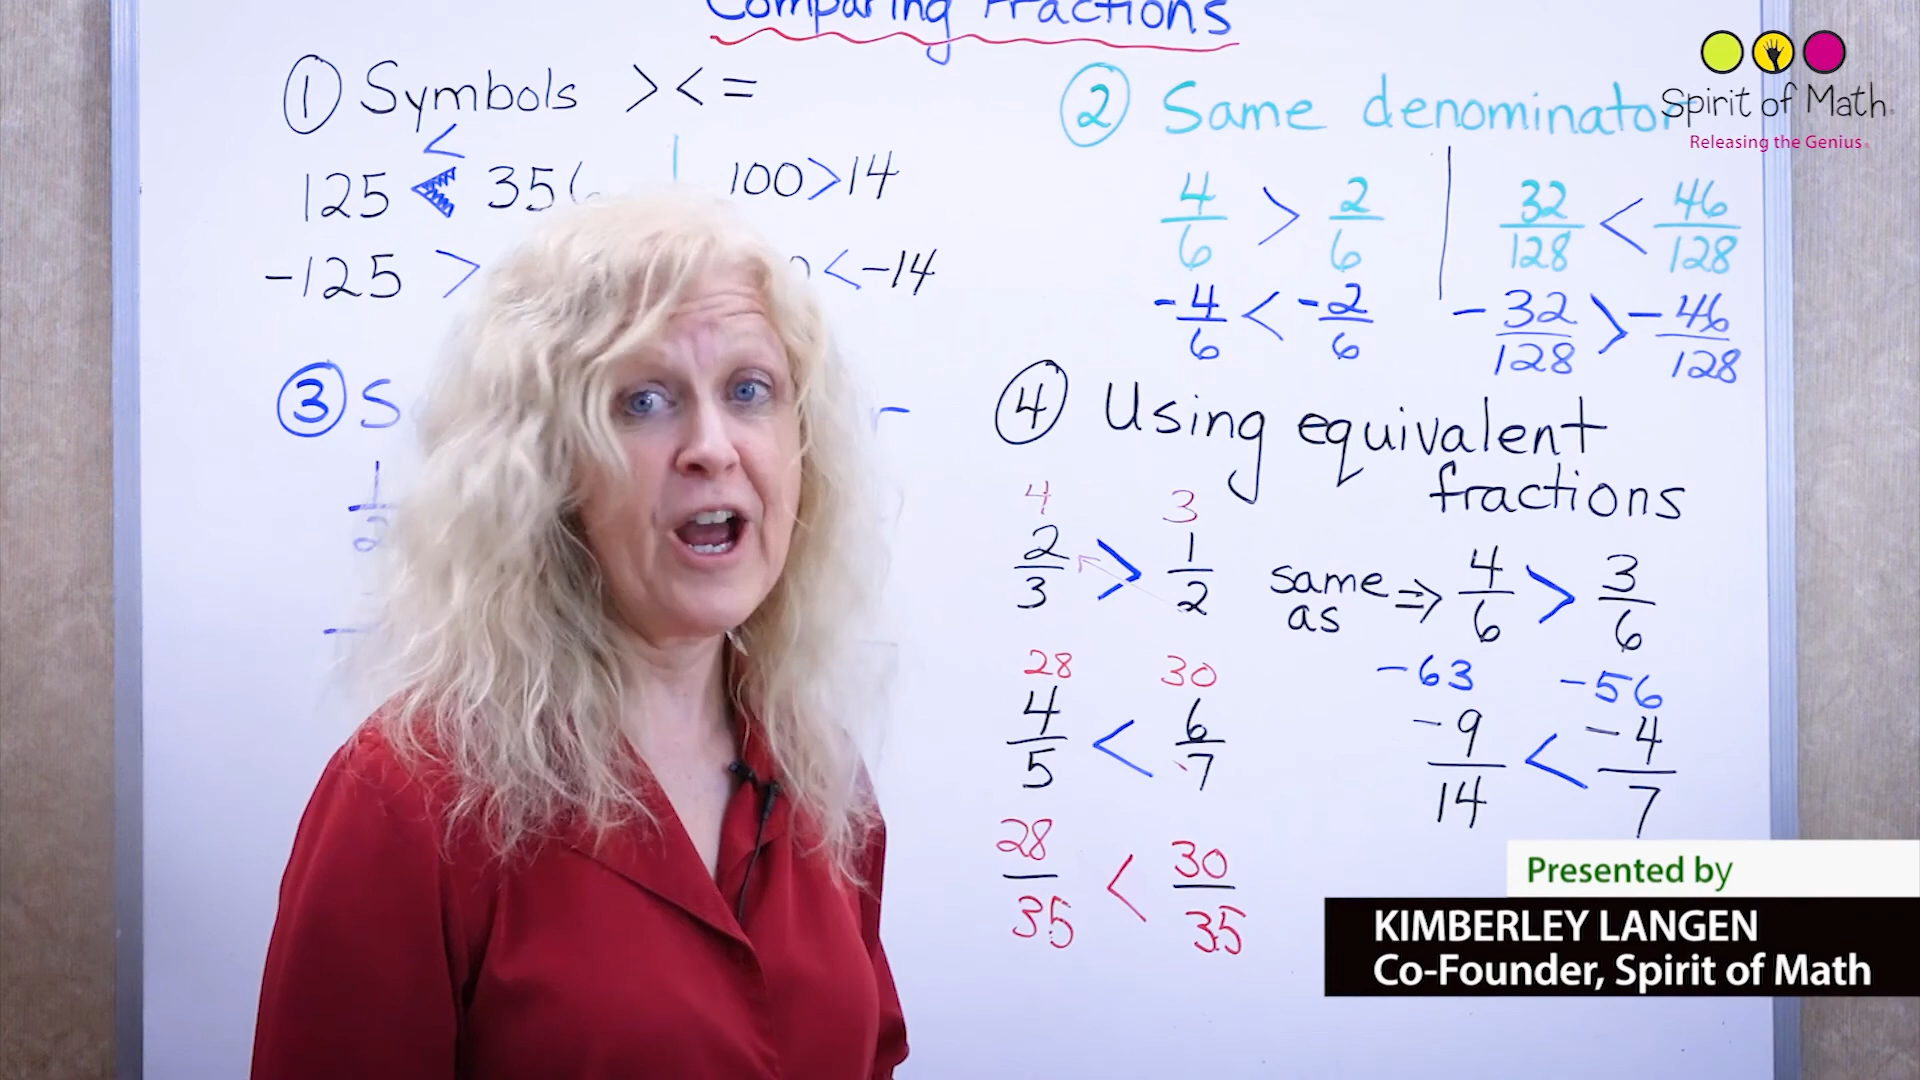 Comparing Fractions
① Symbols > < =
<
125 < 356
100 > 14
-125 >
< -14
② Same denominator
4/6 > 2/6
32/128 < 46/128
-4/6 < -2/6
-32/128 > -46/128
③ S
1/2
④ Using equivalent
fractions
4 3
2/3 > 1/2
same as ⇒ 4/6 > 3/6
28 30
4/5 < 6/7
-63 -56
-9/14 < -4/7
28/35 < 30/35
Spirit of Math
Releasing the Genius
Presented by
KIMBERLEY LANGEN
Co-Founder, Spirit of Math